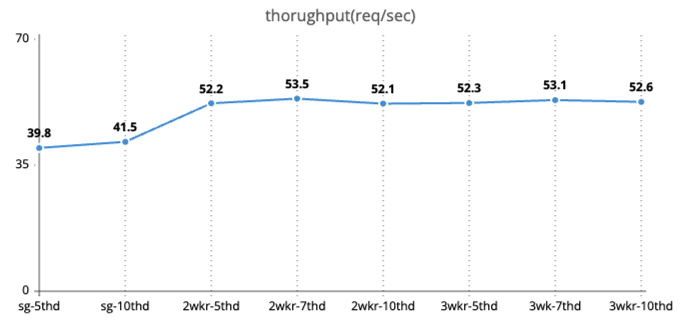 thorughput(req/sec)
70
35
0
39.8
41.5
52.2
53.5
52.1
52.3
53.1
52.6
sg-5thd
sg-10thd
2wkr-5thd
2wkr-7thd
2wkr-10thd
3wkr-5thd
3wk-7thd
3wkr-10thd